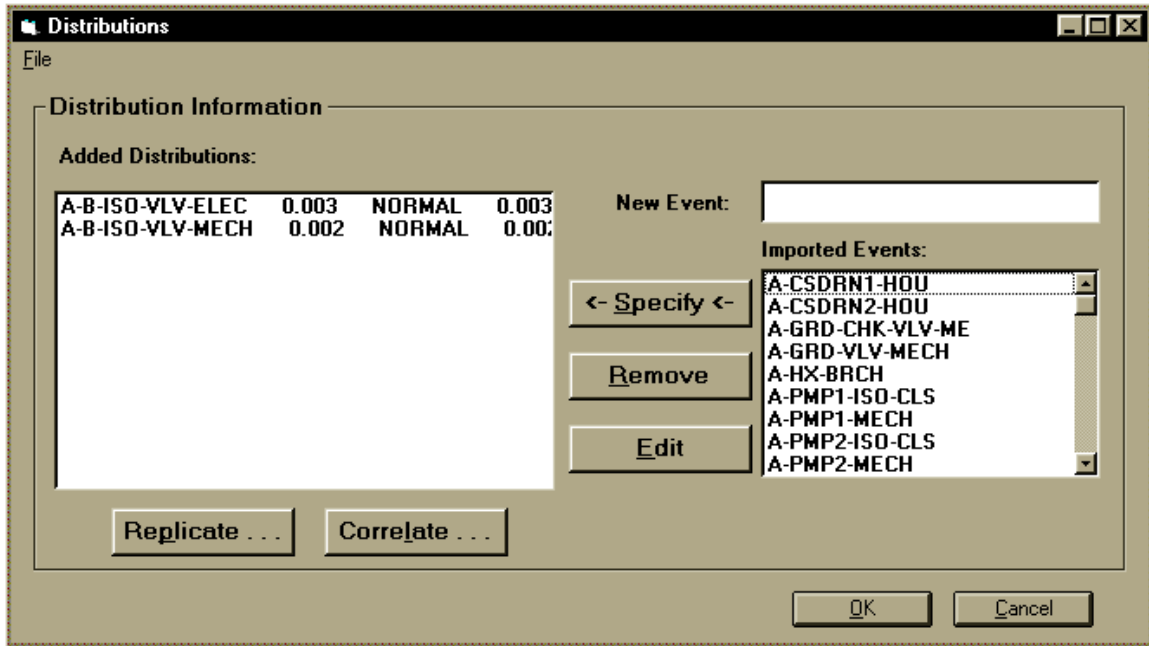 Distributions
File
Distribution Information
Added Distributions:
A-B-ISO-VLV-ELEC 0.003 NORMAL 0.003
A-B-ISO-VLV-MECH 0.002 NORMAL 0.002
New Event:
Imported Events:
A-CSDRN1-HOU
A-CSDRN2-HOU
A-GRD-CHK-VLV-ME
A-GRD-VLV-MECH
A-HX-BRCH
A-PMP1-ISO-CLS
A-PMP1-MECH
A-PMP2-ISO-CLS
A-PMP2-MECH
<- Specify <-
Remove
Edit
Replicate . . .
Correlate . . .
OK
Cancel